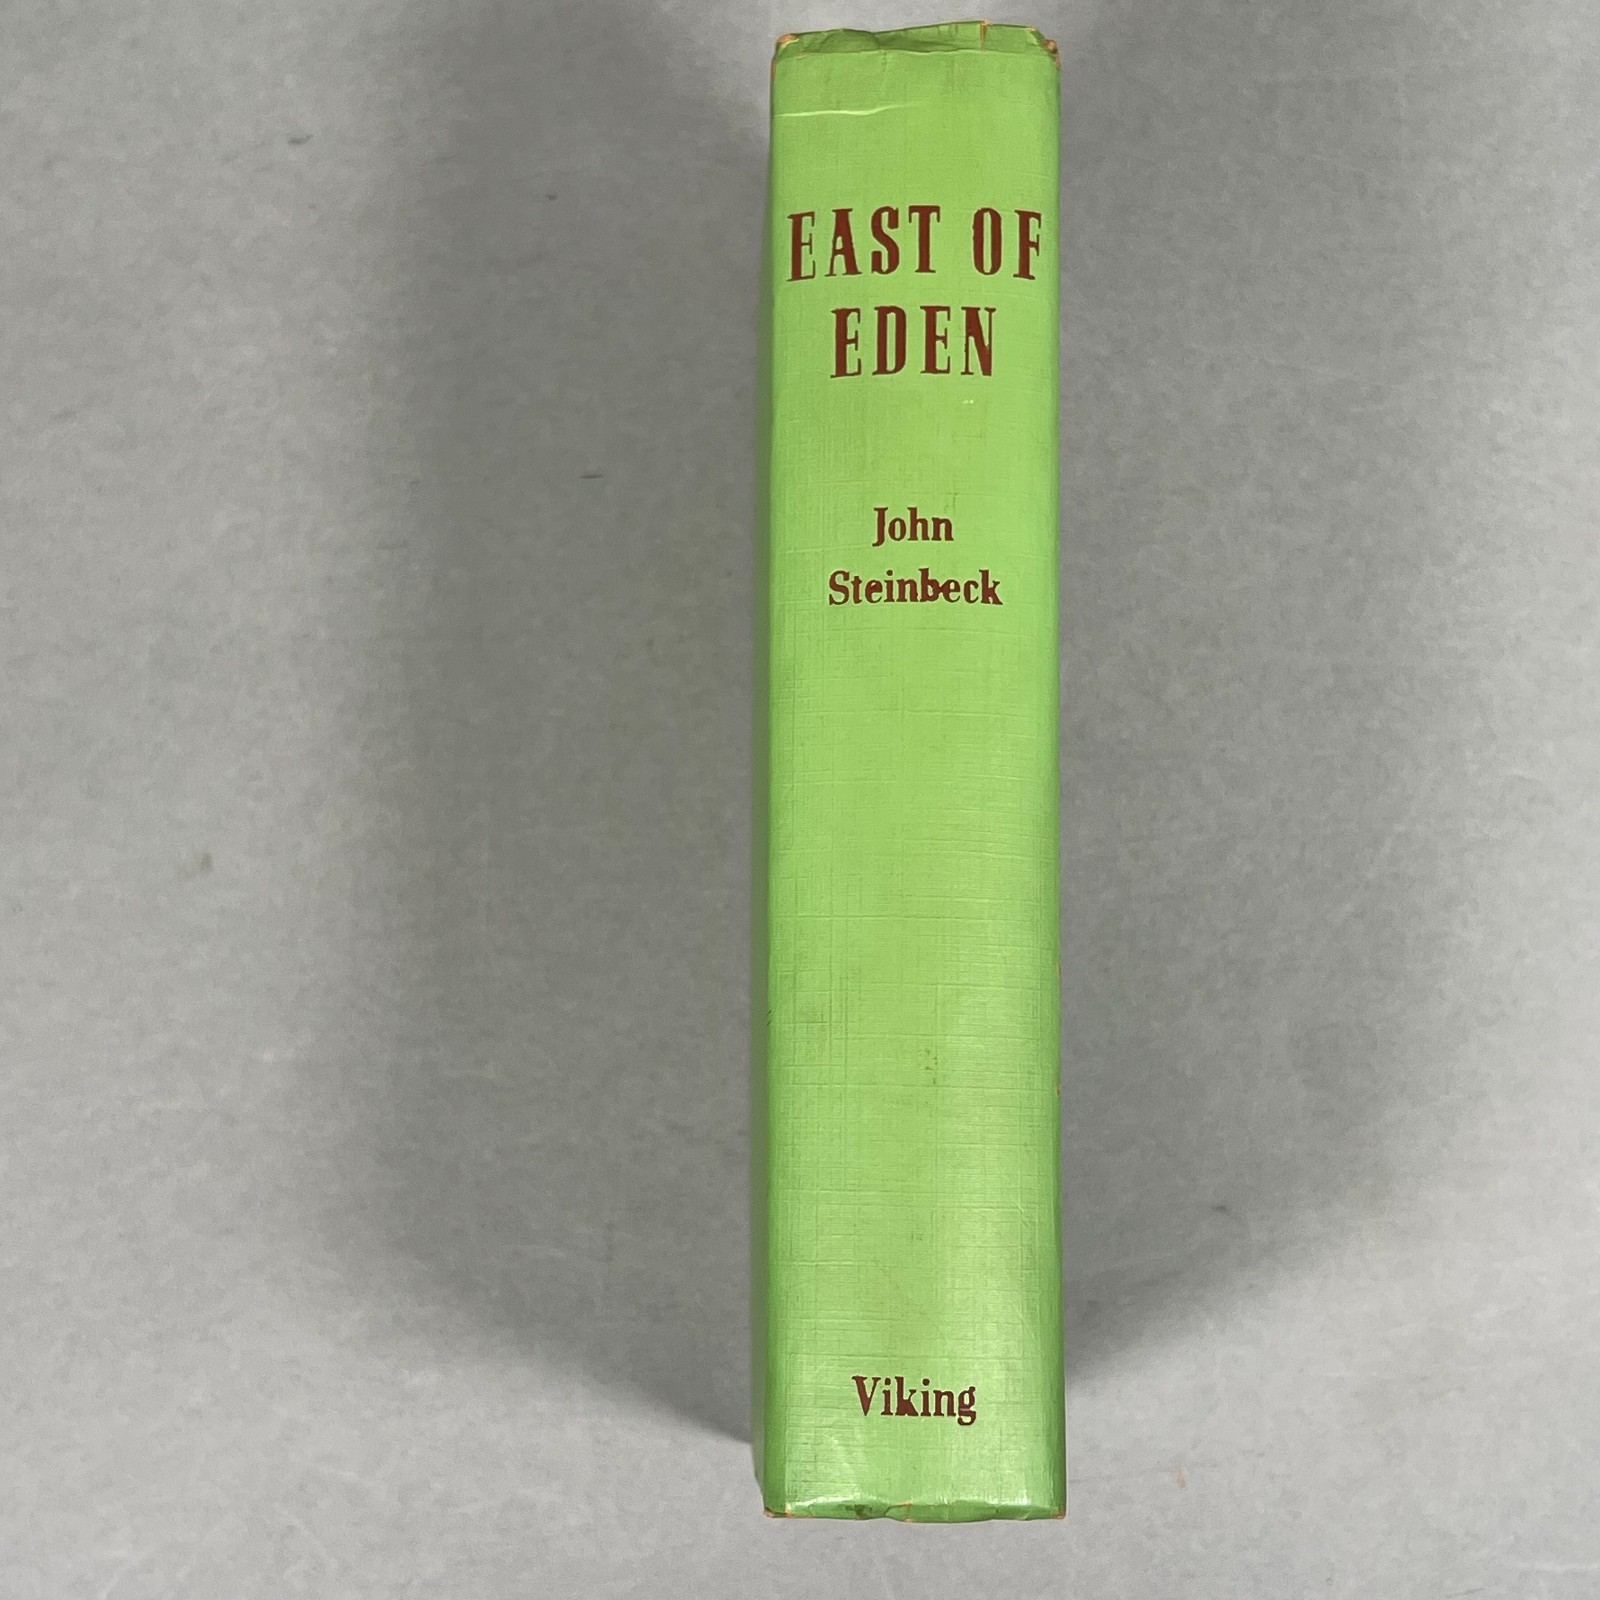 EAST OF
EDEN
John
Steinbeck
Viking